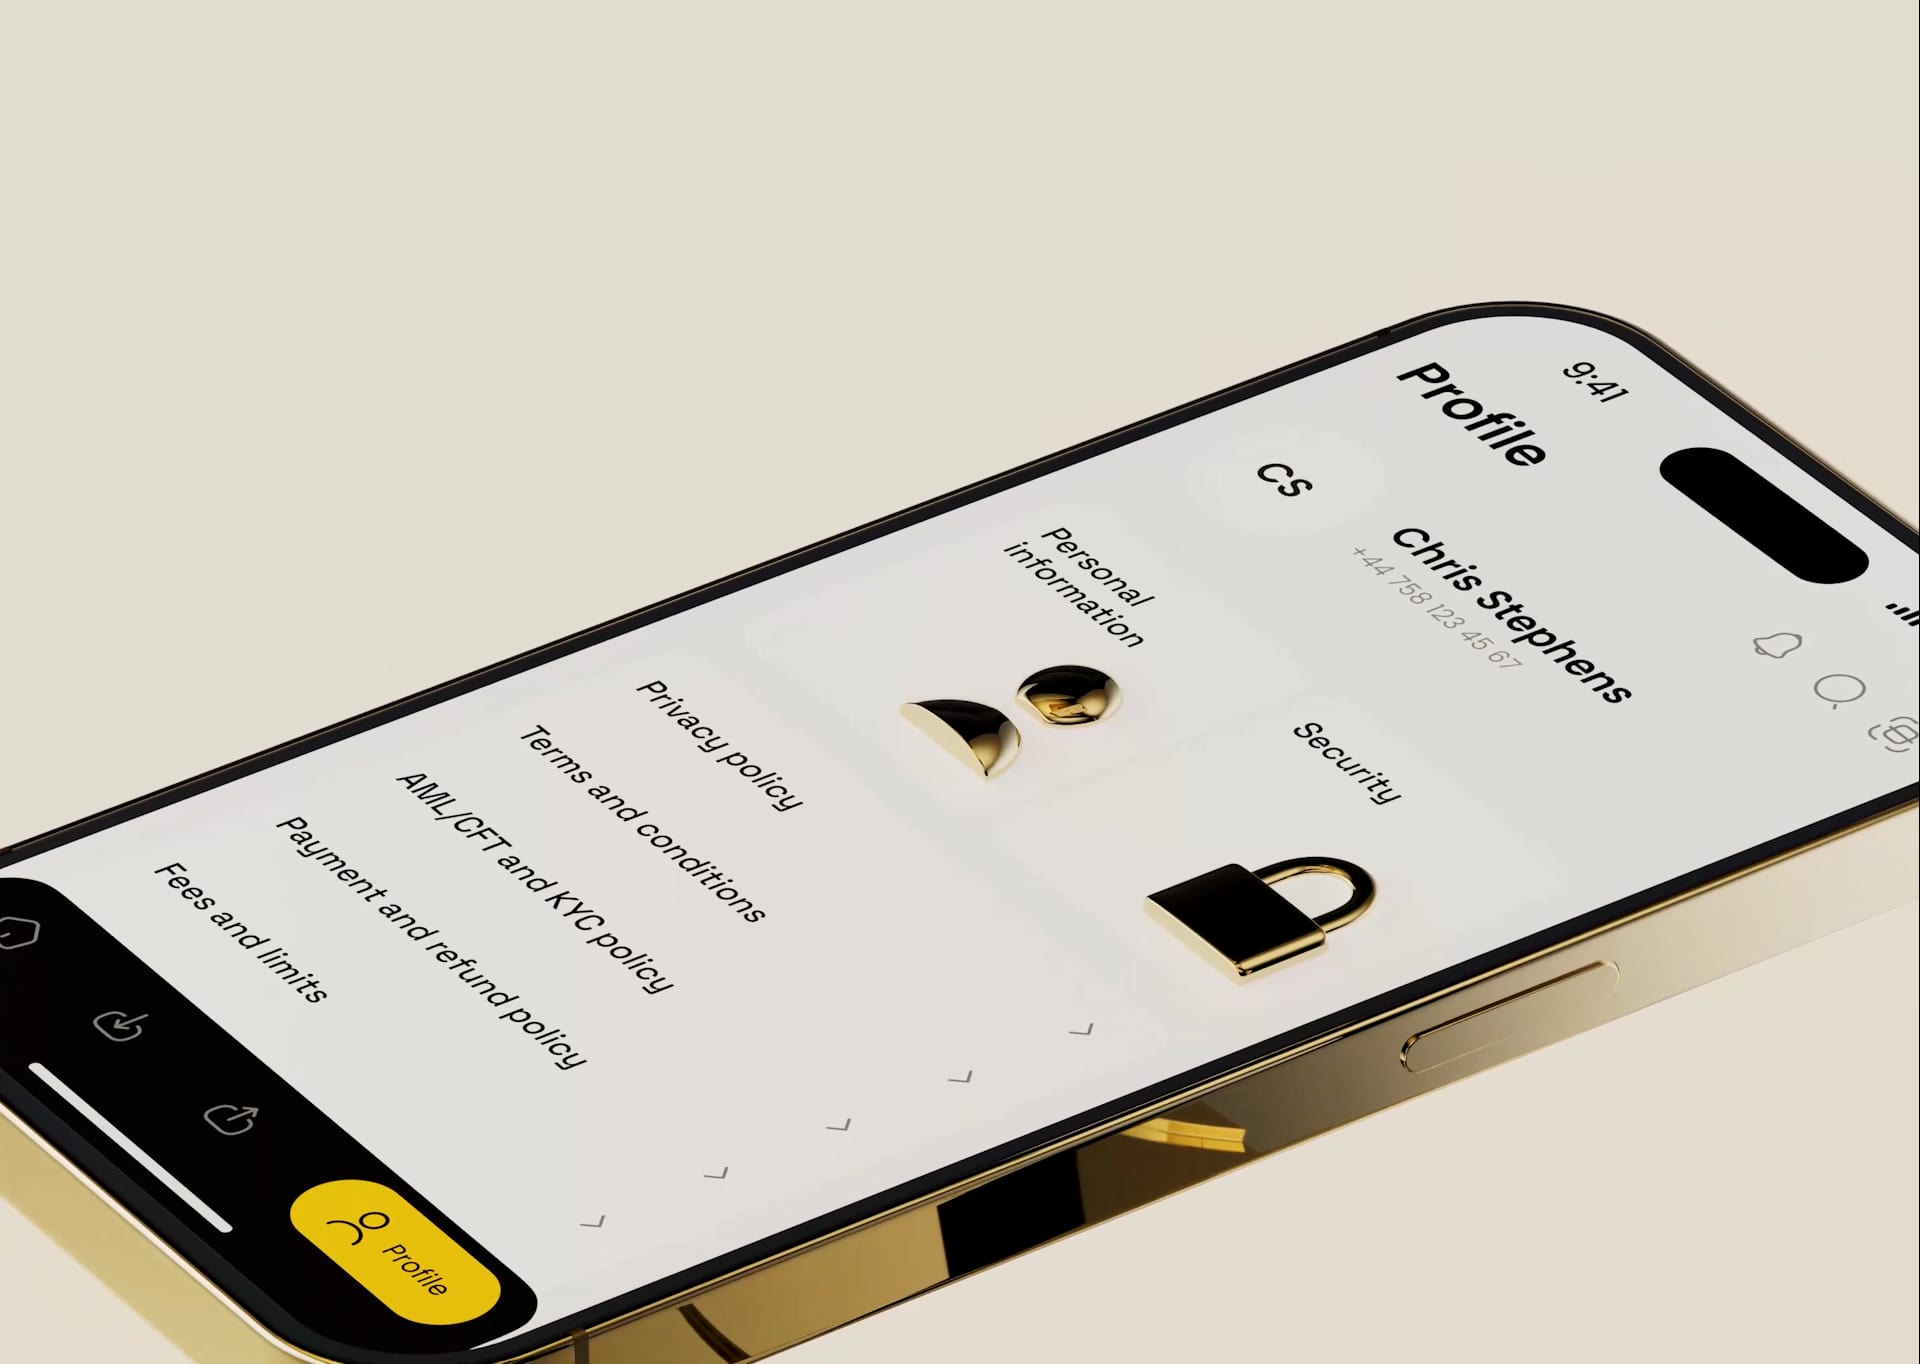 9:41
Profile
CS
Chris Stephens
+44 758 123 45 67
Personal
information
Security
Privacy policy
Terms and conditions
AML/CFT and KYC policy
Payment and refund policy
Fees and limits
Profile